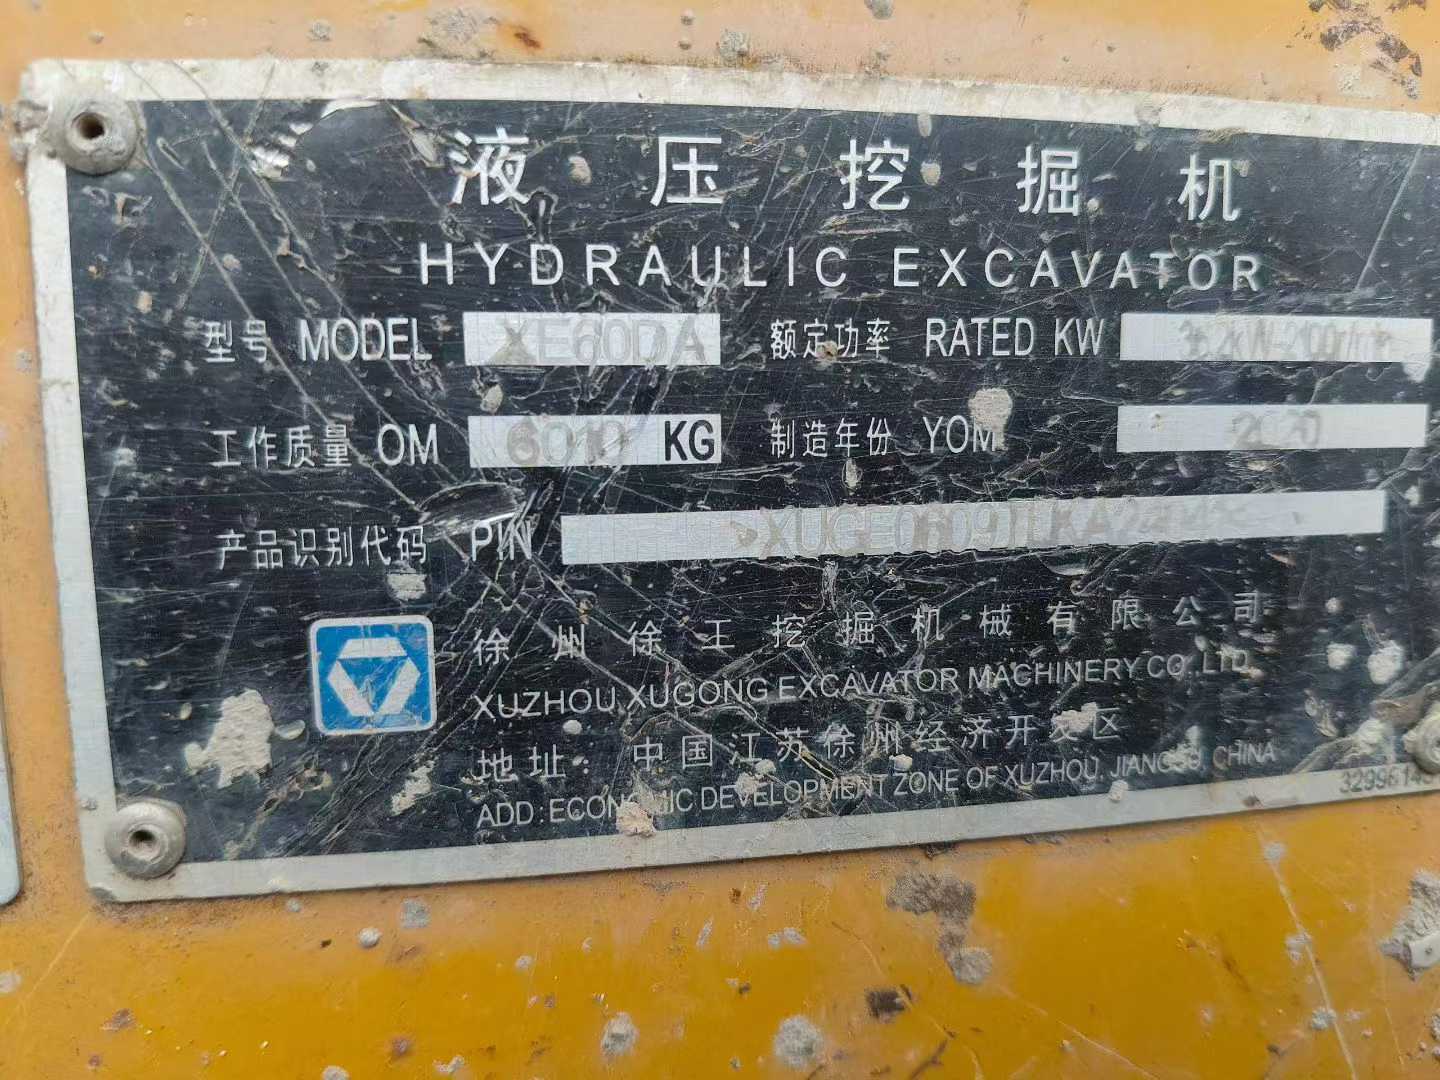 液压挖掘机
HYDRAULIC EXCAVATOR
型号 MODEL XE60DA 额定功率 RATED KW
工作质量 OM 6010 KG 制造年份 YOM 2020
产品识别代码 PIN
徐州徐工挖掘机械有限公司
XUZHOU XUGONG EXCAVATOR MACHINERY CO.,LTD
地址：中国江苏徐州经济开发区
ADD: ECONOMIC DEVELOPMENT ZONE OF XUZHOU, JIANGSU, CHINA